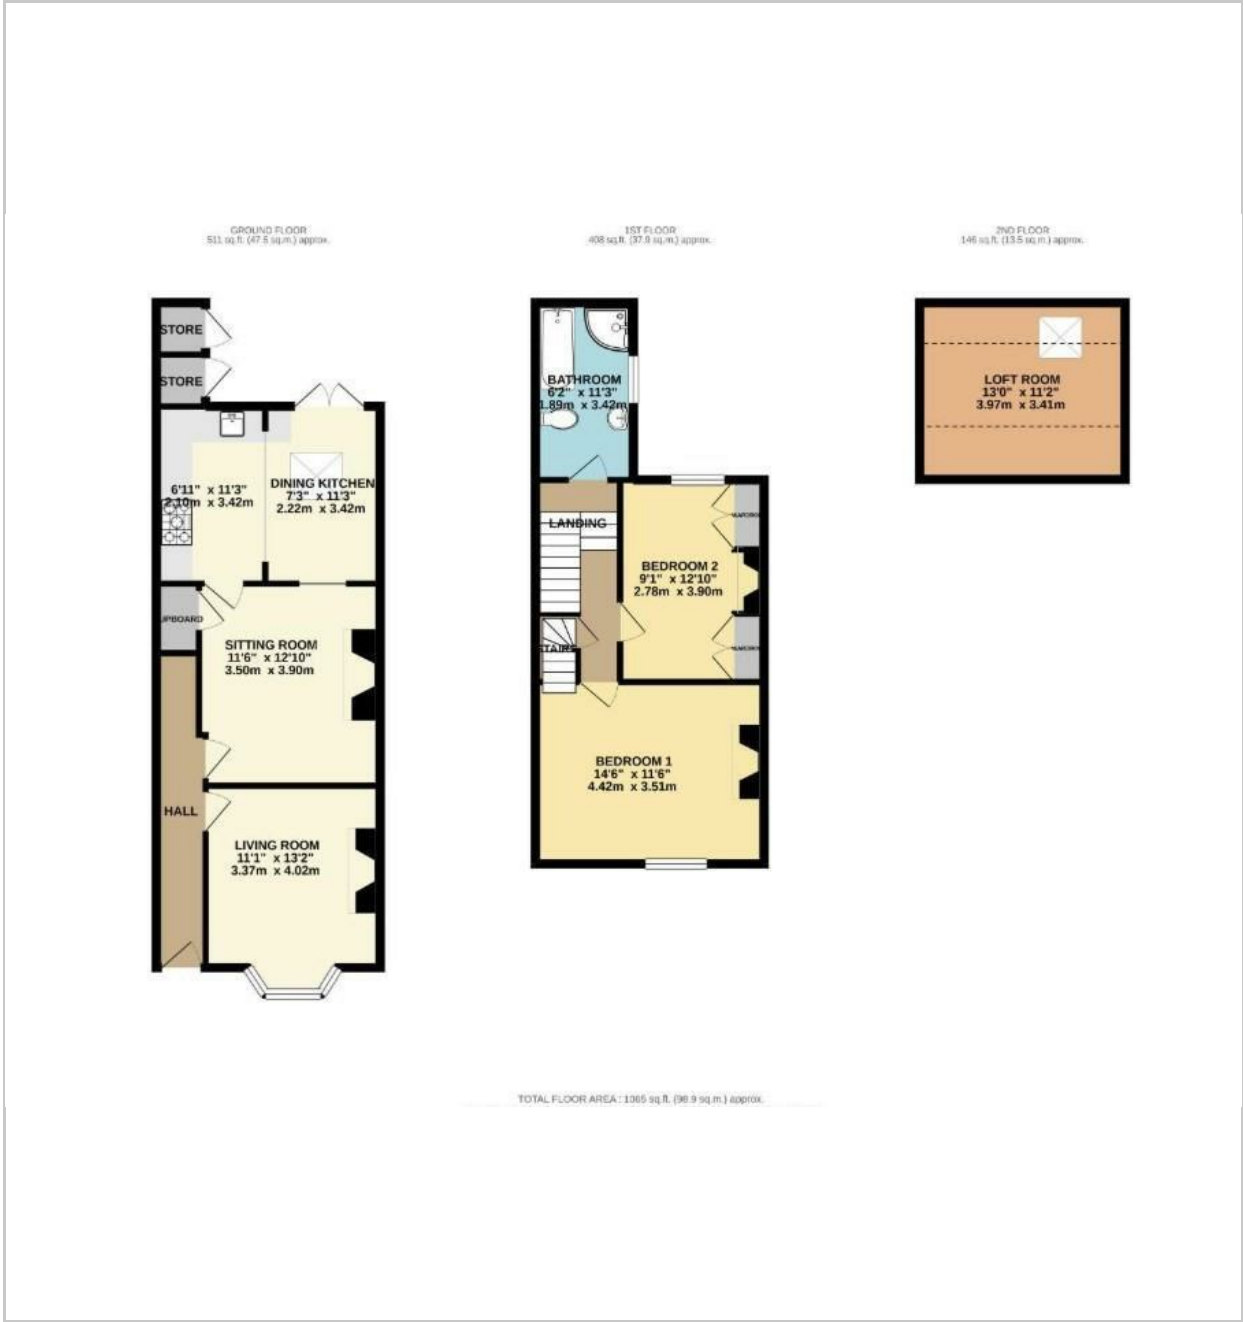 GROUND FLOOR
511 sq.ft. (47.5 sq.m.) approx.
STORE
STORE
6'11" x 11'3"
2.10m x 3.42m
DINING KITCHEN
7'3" x 11'3"
2.22m x 3.42m
UPBOARD
SITTING ROOM
11'6" x 12'10"
3.50m x 3.90m
HALL
LIVING ROOM
11'1" x 13'2"
3.37m x 4.02m
1ST FLOOR
408 sq.ft. (37.9 sq.m.) approx.
BATHROOM
6'2" x 11'3"
1.89m x 3.42m
LANDING
BEDROOM 2
9'1" x 12'10"
2.78m x 3.90m
STAIRS
BEDROOM 1
14'6" x 11'6"
4.42m x 3.51m
2ND FLOOR
146 sq.ft. (13.5 sq.m.) approx.
LOFT ROOM
13'0" x 11'2"
3.97m x 3.41m
TOTAL FLOOR AREA : 1065 sq.ft. (98.9 sq.m.) approx.